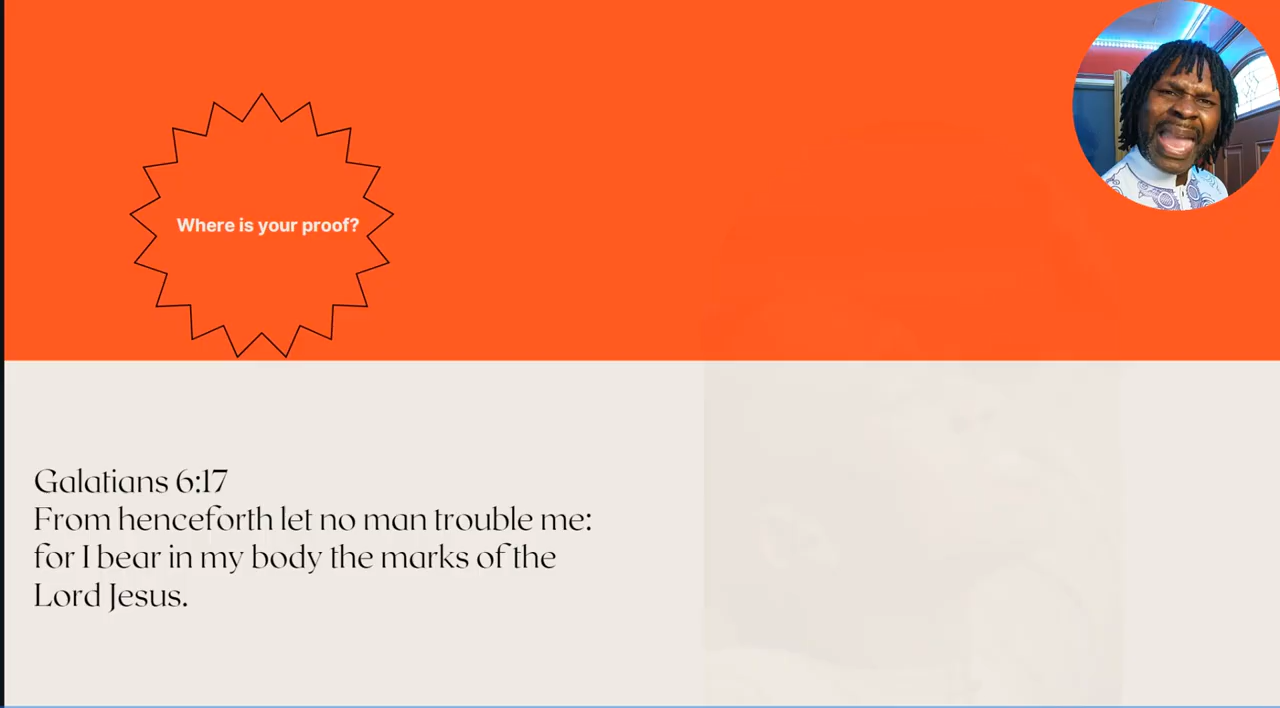 Where is your proof?
Galatians 6:17
From henceforth let no man trouble me:
for I bear in my body the marks of the
Lord Jesus.